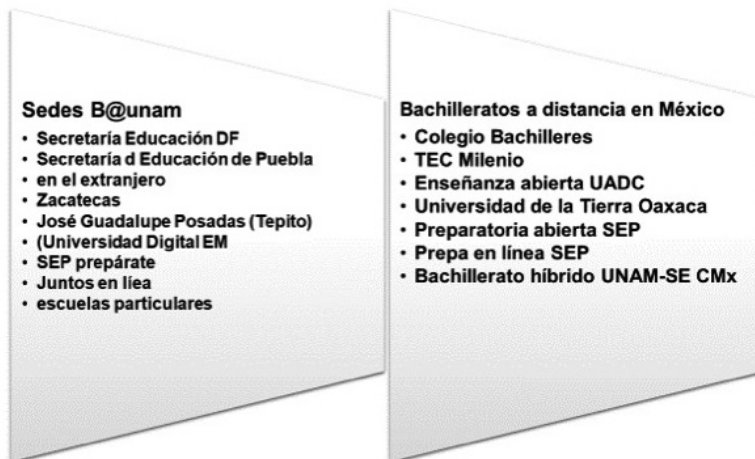 Sedes B@unam
• Secretaría Educación DF
• Secretaría d Educación de Puebla
• en el extranjero
• Zacatecas
• José Guadalupe Posadas (Tepito)
• (Universidad Digital EM
• SEP prepárate
• Juntos en líea
• escuelas particulares
Bachilleratos a distancia en México
• Colegio Bachilleres
• TEC Milenio
• Enseñanza abierta UADC
• Universidad de la Tierra Oaxaca
• Preparatoria abierta SEP
• Prepa en línea SEP
• Bachillerato híbrido UNAM-SE CMx